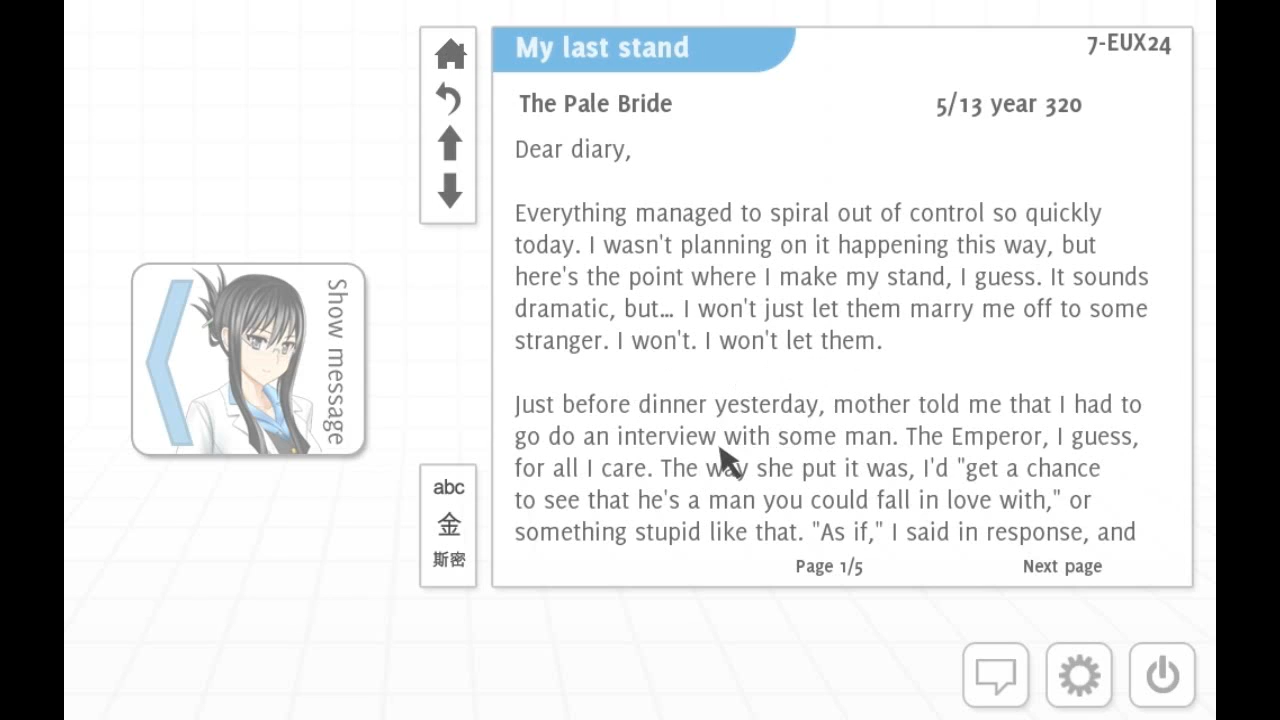 My last stand
7-EUX24
The Pale Bride
5/13 year 320
Dear diary,
Everything managed to spiral out of control so quickly
today. I wasn't planning on it happening this way, but
here's the point where I make my stand, I guess. It sounds
dramatic, but... I won't just let them marry me off to some
stranger. I won't. I won't let them.
Just before dinner yesterday, mother told me that I had to
go do an interview with some man. The Emperor, I guess,
for all I care. The way she put it was, I'd "get a chance
to see that he's a man you could fall in love with," or
something stupid like that. "As if," I said in response, and
Page 1/5
Next page
Show message
abc
金
斯密